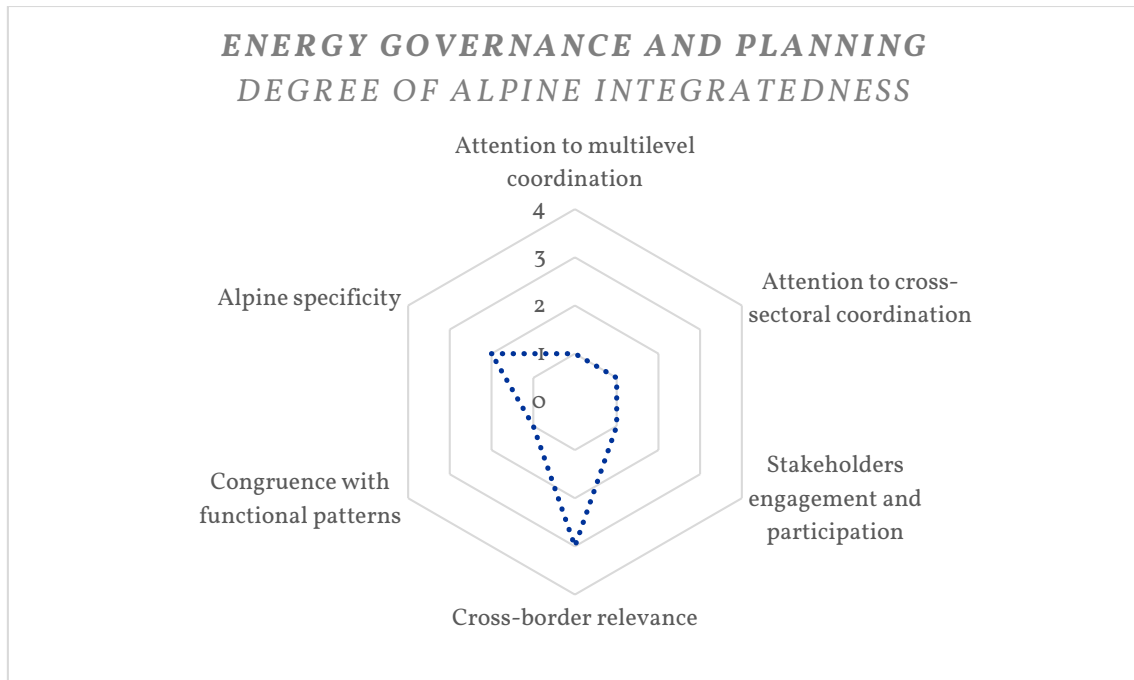 ENERGY GOVERNANCE AND PLANNING
DEGREE OF ALPINE INTEGRATEDNESS
Attention to multilevel
coordination
4
3
2
1
0
Alpine specificity
Attention to cross-
sectoral coordination
Congruence with
functional patterns
Stakeholders
engagement and
participation
Cross-border relevance